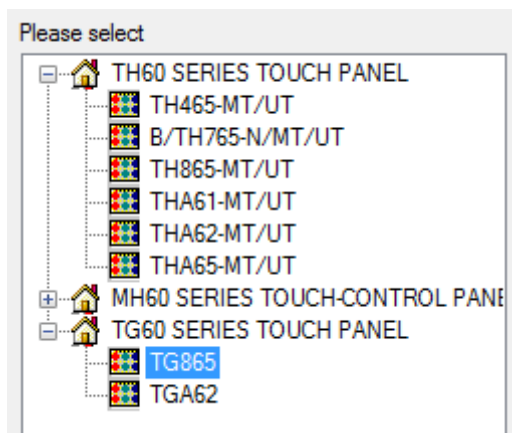 Please select
TH60 SERIES TOUCH PANEL
TH465-MT/UT
B/TH765-N/MT/UT
TH865-MT/UT
THA61-MT/UT
THA62-MT/UT
THA65-MT/UT
MH60 SERIES TOUCH-CONTROL PANE
TG60 SERIES TOUCH PANEL
TG865
TGA62